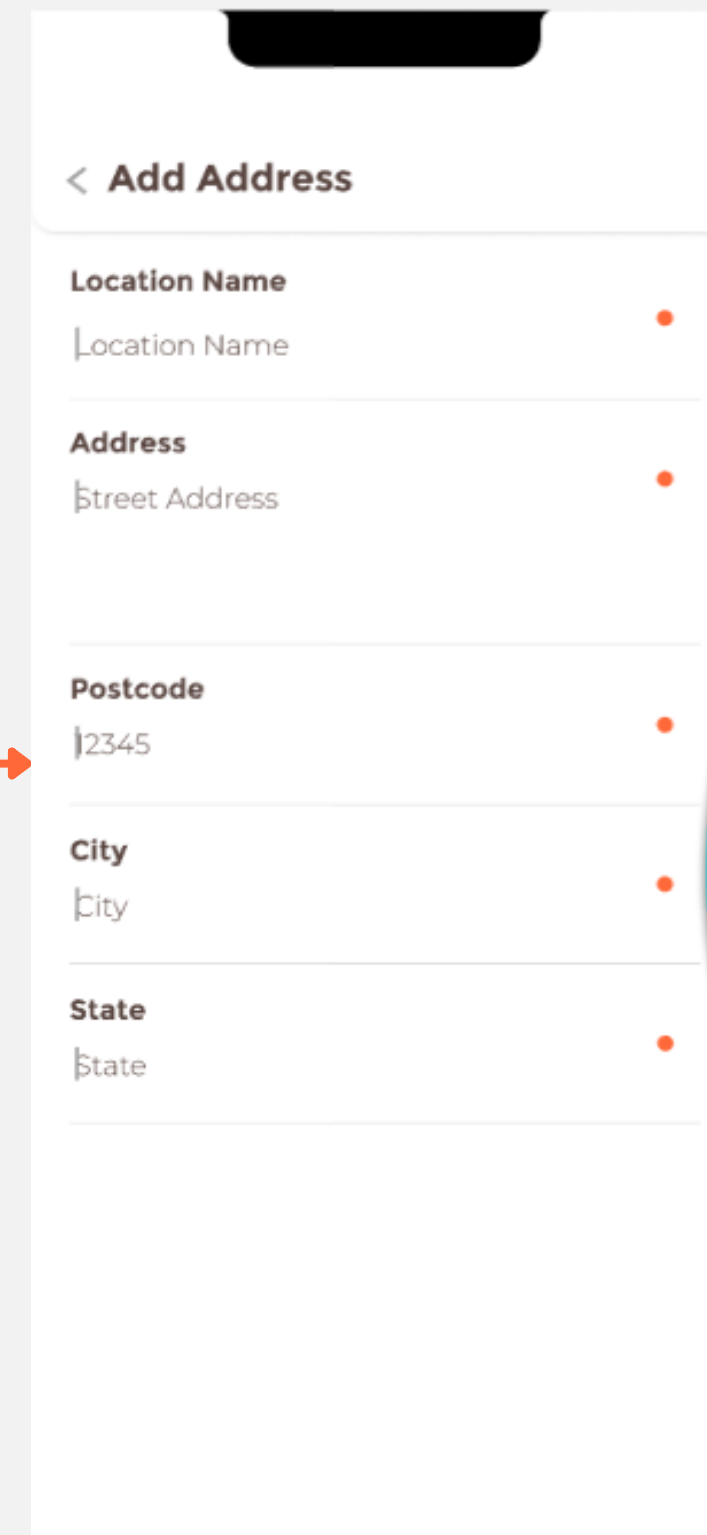 < Add Address
Location Name
Location Name
Address
Street Address
Postcode
12345
City
City
State
State